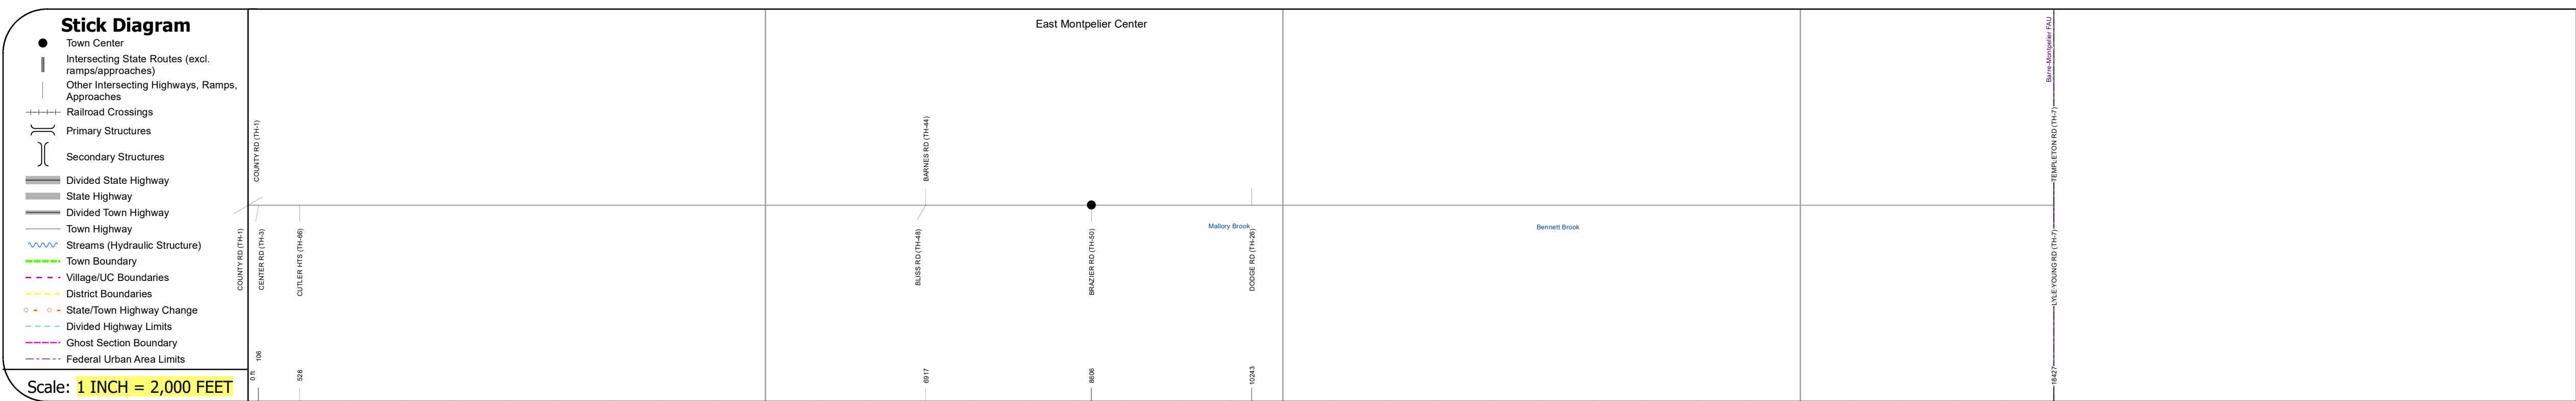 Stick Diagram
Town Center
Intersecting State Routes (excl.
ramps/approaches)
Other Intersecting Highways, Ramps,
Approaches
Railroad Crossings
Primary Structures
Secondary Structures
Divided State Highway
State Highway
Divided Town Highway
Town Highway
Streams (Hydraulic Structure)
Town Boundary
Village/UC Boundaries
District Boundaries
State/Town Highway Change
Divided Highway Limits
Ghost Section Boundary
Federal Urban Area Limits
Scale: 1 INCH = 2,000 FEET
East Montpelier Center
Barre-Montpelier FAU
COUNTY RD (TH-1)
BARNES RD (TH-44)
TEMPLETON RD (TH-7)
Mallory Brook
Bennett Brook
COUNTY RD (TH-1)
CENTER RD (TH-3)
CUTLER HTS (TH-66)
BLISS RD (TH-48)
BRAZIER RD (TH-50)
DODGE RD (TH-26)
LYLE-YOUNG RD (TH-7)
0 ft
106
528
6917
8606
10243
18427